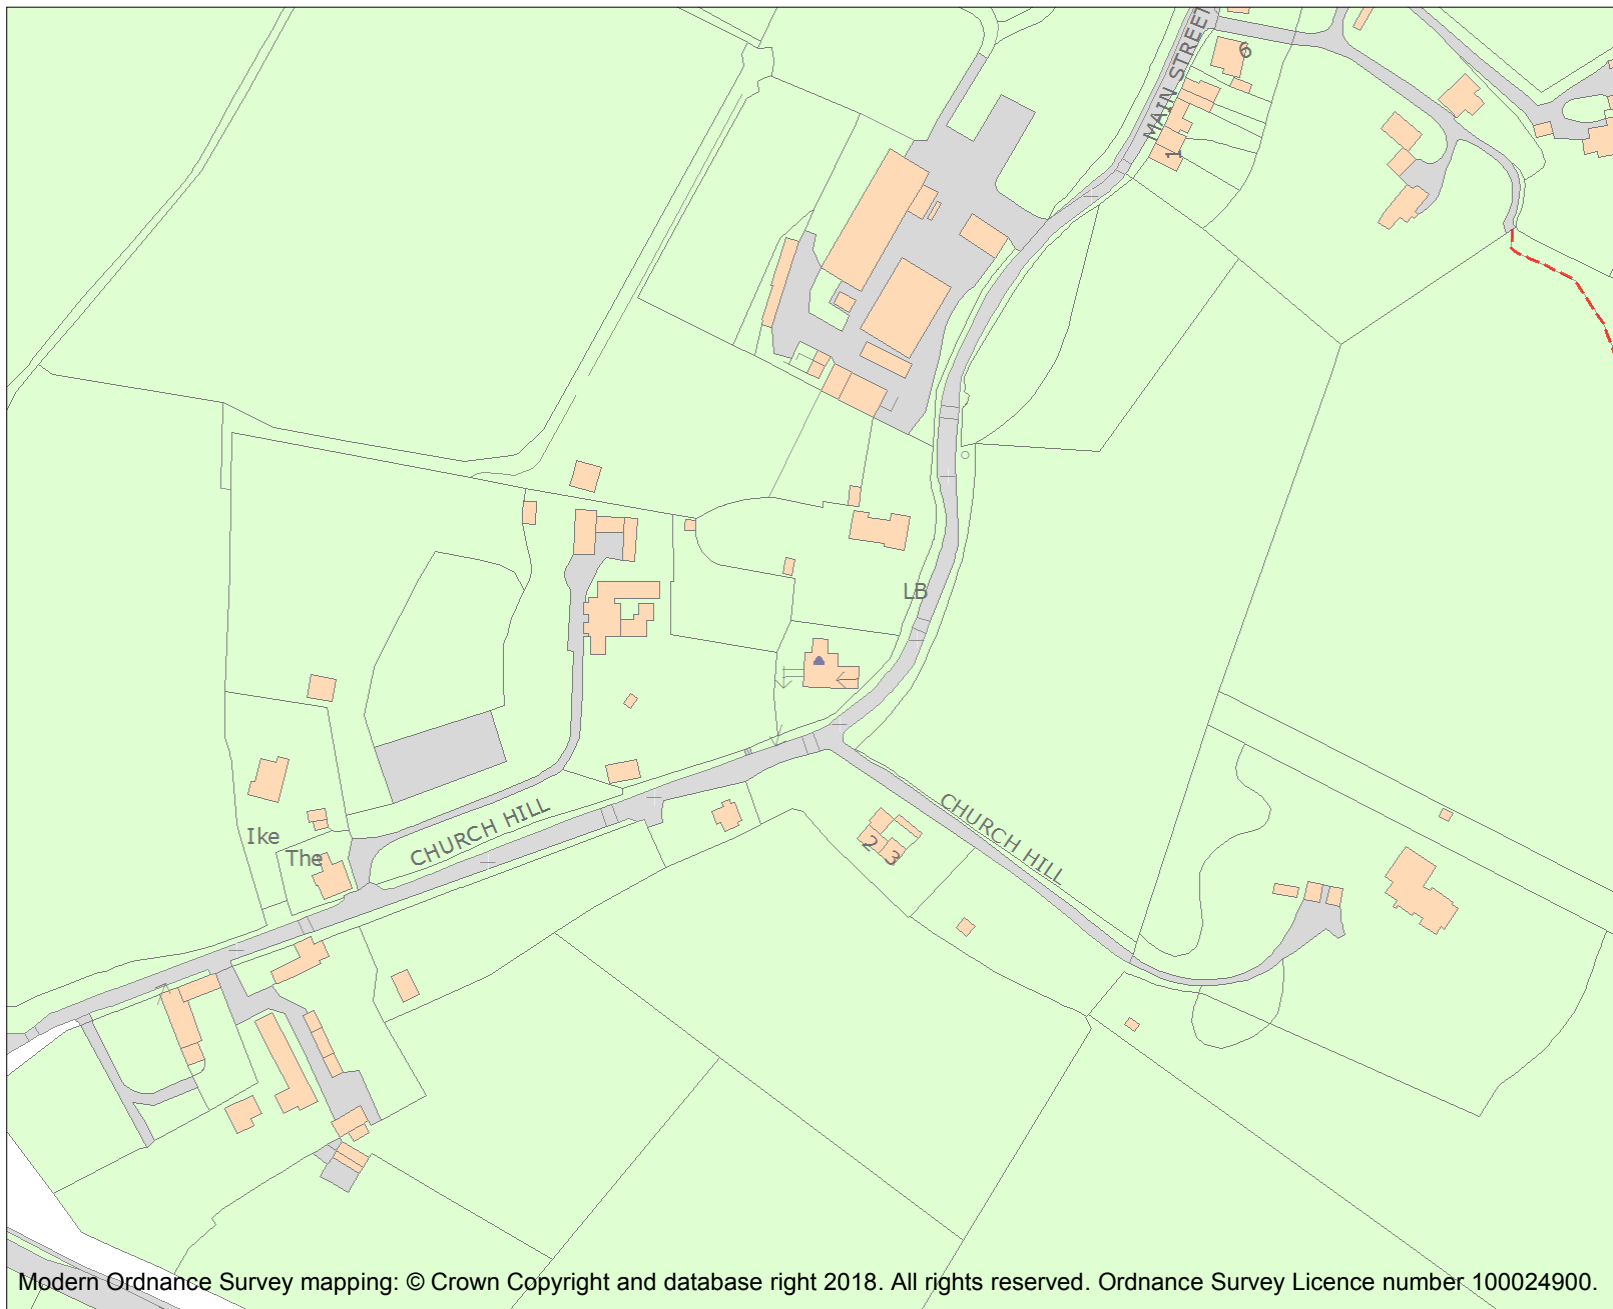 MAIN STREET
6
1
LB
CHURCH HILL
CHURCH HILL
2
3
Ike
The
Modern Ordnance Survey mapping: © Crown Copyright and database right 2018. All rights reserved. Ordnance Survey Licence number 100024900.